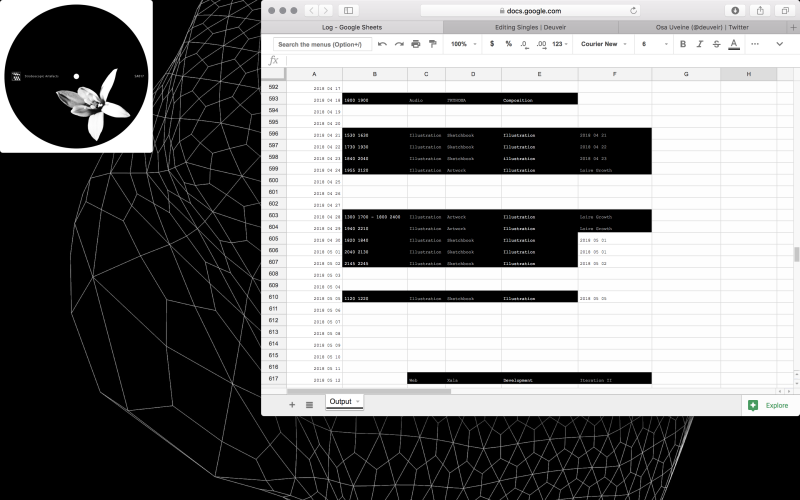 docs.google.com
Log - Google Sheets
Editing Singles | Deuveir
Osa Uveine (@deuveir) | Twitter
Search the menus (Option+/)
100%
$ % .0 .00 123
Courier New
6
B I S A
fx
A B C D E F G H
592 2018 04 17
593 2018 04 18 1800 1900 Audio Composition
594 2018 04 19
595 2018 04 20
596 2018 04 21 1530 1630 Illustration Sketchbook Illustration 2018 04 21
597 2018 04 22 1730 1930 Illustration Sketchbook Illustration 2018 04 22
598 2018 04 23 1840 2040 Illustration Sketchbook illustration 2018 04 23
599 2018 04 24 1955 2120 Illustration Artwork Illustration Loico Growth
600 2018 04 25
601 2018 04 26
602 2018 04 27
603 2018 04 28 1300 1700 - 1800 2400 Illustration Artwork Illustration Growth
604 2018 04 29 1940 2210 Illustration Artwork Illustration Growth
605 2018 04 30 1820 1840 Illustration Sketchbook Illustration 2018 05 01
606 2018 05 01 2040 2130 Illustration Sketchbook Illustration 2018 05 01
607 2018 05 02 2145 2245 Illustration Sketchbook Illustration 2018 05 02
608 2018 05 03
609 2018 05 04
610 2018 05 05 1120 1220 Illustration Sketchbook Illustration 2018 05 05
611 2018 05 06
612 2018 05 07
613 2018 05 08
614 2018 05 09
615 2018 05 10
616 2018 05 11
617 2018 05 12 Web Development Iteration II
Output
Explore